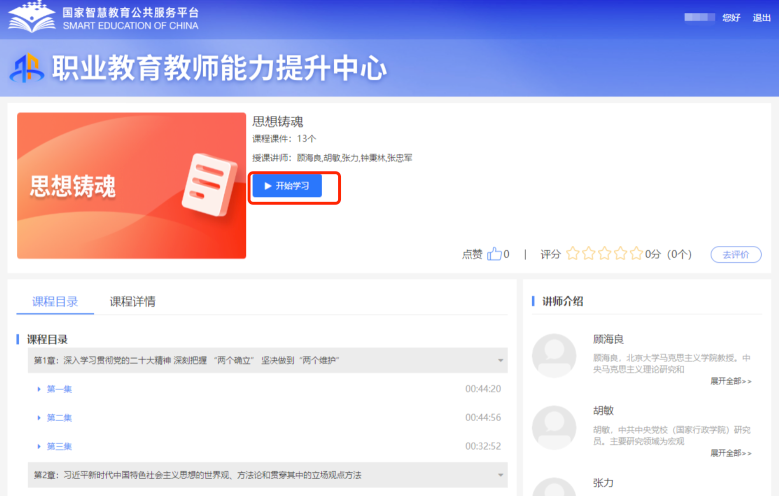 国家智慧教育公共服务平台
SMART EDUCATION OF CHINA
您好 退出
职业教育教师能力提升中心
思想铸魂
思想铸魂
课程课件：13个
授课讲师：顾海良,胡敏,张力,钟秉林,张忠军
开始学习
点赞 0 | 评分 0分（0个） 去评价
课程目录 课程详情
课程目录
第1章：深入学习贯彻党的二十大精神 深刻把握 “两个确立” 坚决做到“两个维护”
第一集 00:44:20
第二集 00:44:56
第三集 00:32:52
第2章：习近平新时代中国特色社会主义思想的世界观、方法论和贯穿其中的立场观点方法
讲师介绍
顾海良
顾海良，北京大学马克思主义学院教授。中
央马克思主义理论研究和
展开全部>>
胡敏
胡敏，中共中央党校（国家行政学院）研究
员。主要研究领域为宏观
展开全部>>
张力